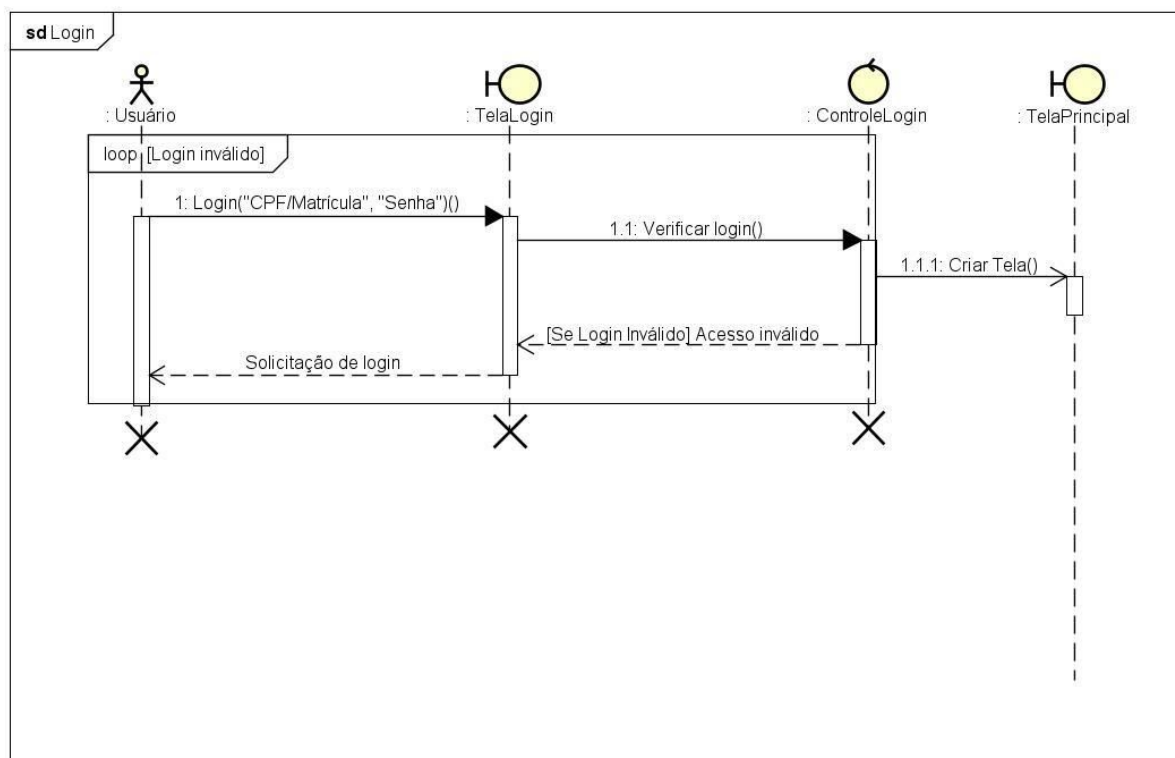 sd Login
: Usuário
: TelaLogin
: ControleLogin
: TelaPrincipal
loop [Login inválido]
1: Login("CPF/Matrícula", "Senha")()
1.1: Verificar login()
1.1.1: Criar Tela()
[Se Login Inválido] Acesso inválido
Solicitação de login